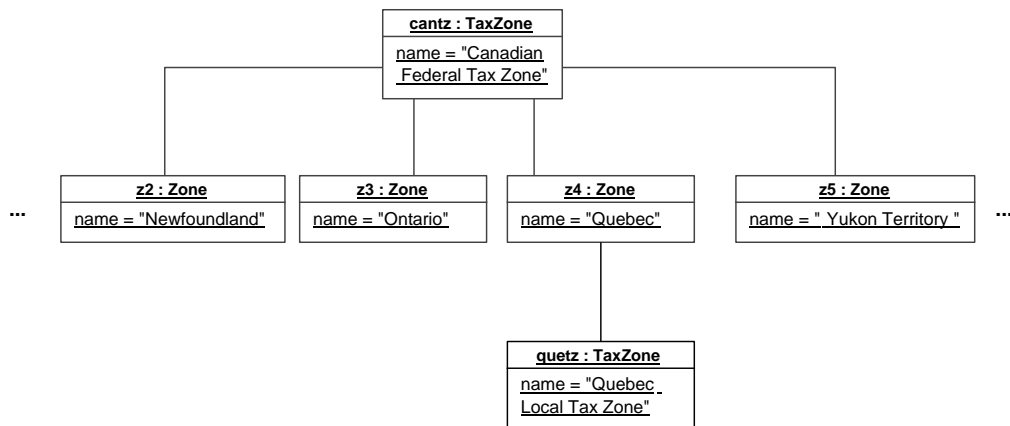 cantz : TaxZone
name = "Canadian
Federal Tax Zone"
z2 : Zone
name = "Newfoundland"
z3 : Zone
name = "Ontario"
z4 : Zone
name = "Quebec"
z5 : Zone
name = " Yukon Territory "
...
...
quetz : TaxZone
name = "Quebec
Local Tax Zone"